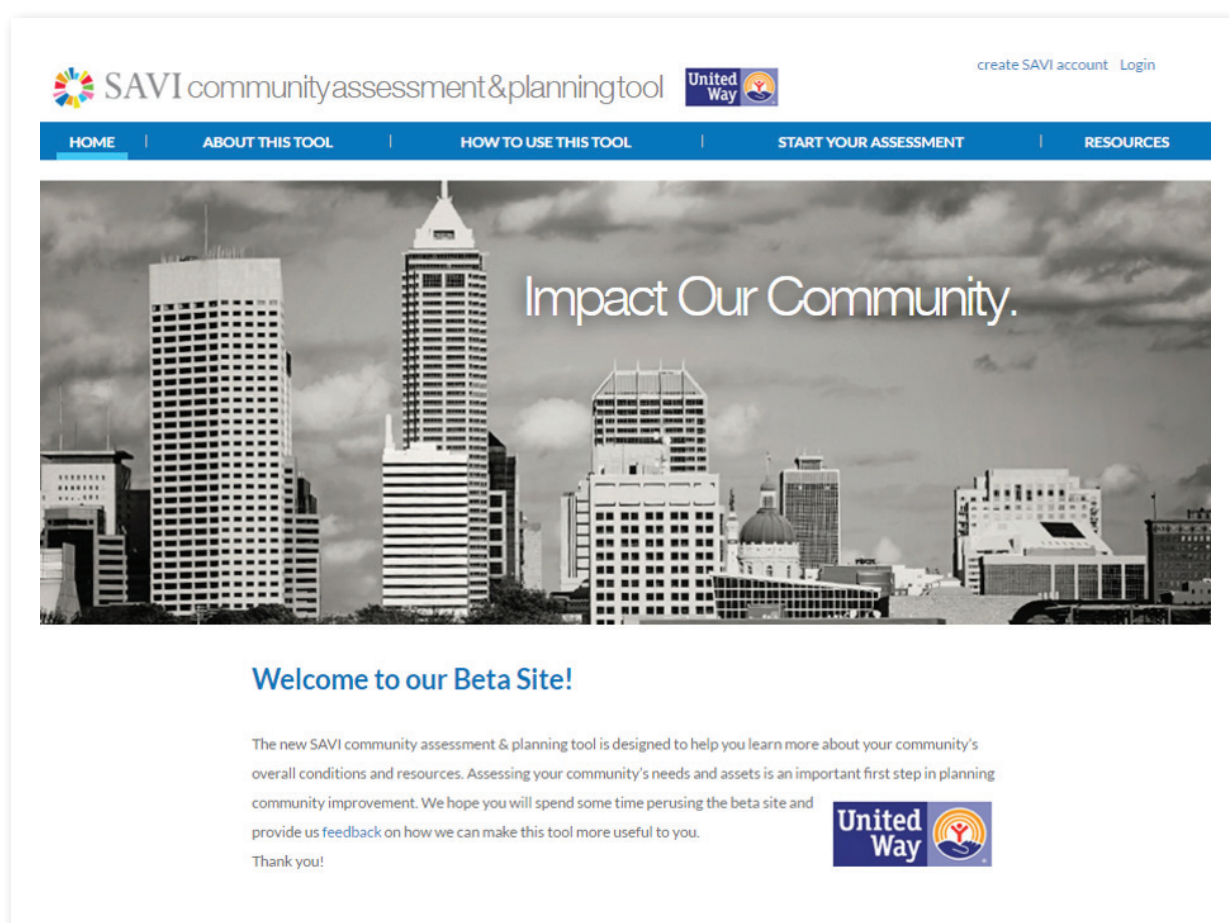 SAVI community assessment & planning tool
United Way
create SAVI account Login
HOME | ABOUT THIS TOOL | HOW TO USE THIS TOOL | START YOUR ASSESSMENT | RESOURCES
Impact Our Community.
Welcome to our Beta Site!
The new SAVI community assessment & planning tool is designed to help you learn more about your community's
overall conditions and resources. Assessing your community's needs and assets is an important first step in planning
community improvement. We hope you will spend some time perusing the beta site and
provide us feedback on how we can make this tool more useful to you.
Thank you!
United
Way